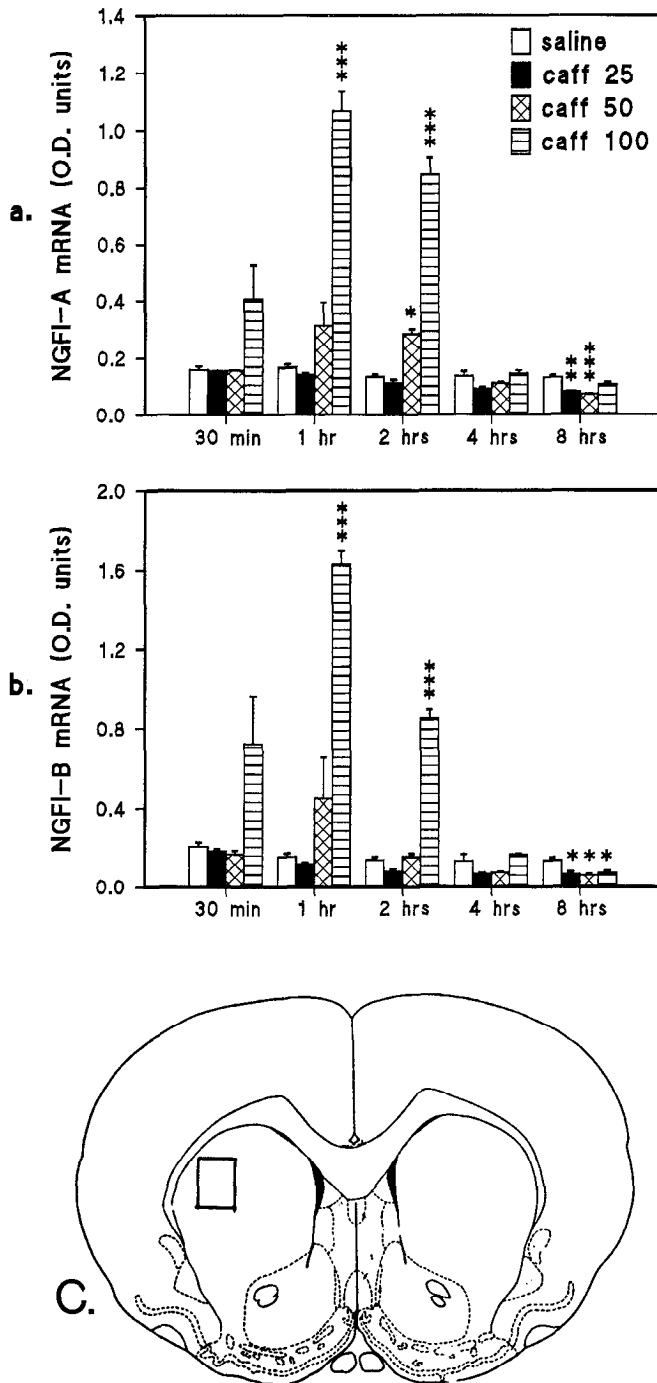 a.
NGFI-A mRNA (O.D. units)
1.4
1.2
1.0
0.8
0.6
0.4
0.2
0.0
saline
caff 25
caff 50
caff 100
***
*
***
**
***
30 min
1 hr
2 hrs
4 hrs
8 hrs
b.
NGFI-B mRNA (O.D. units)
2.0
1.6
1.2
0.8
0.4
0.0
***
***
* * *
30 min
1 hr
2 hrs
4 hrs
8 hrs
C.